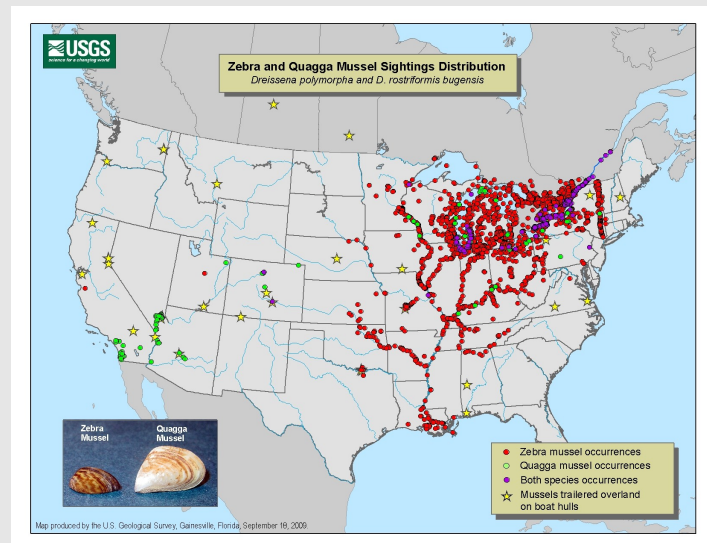 USGS
science for a changing world
Zebra and Quagga Mussel Sightings Distribution
Dreissena polymorpha and D. rostriformis bugensis
Zebra
Mussel
Quagga
Mussel
Zebra mussel occurrences
Quagga mussel occurrences
Both species occurrences
Mussels trailered overland
on boat hulls
Map produced by the U.S. Geological Survey, Gainesville, Florida, September 18, 2009